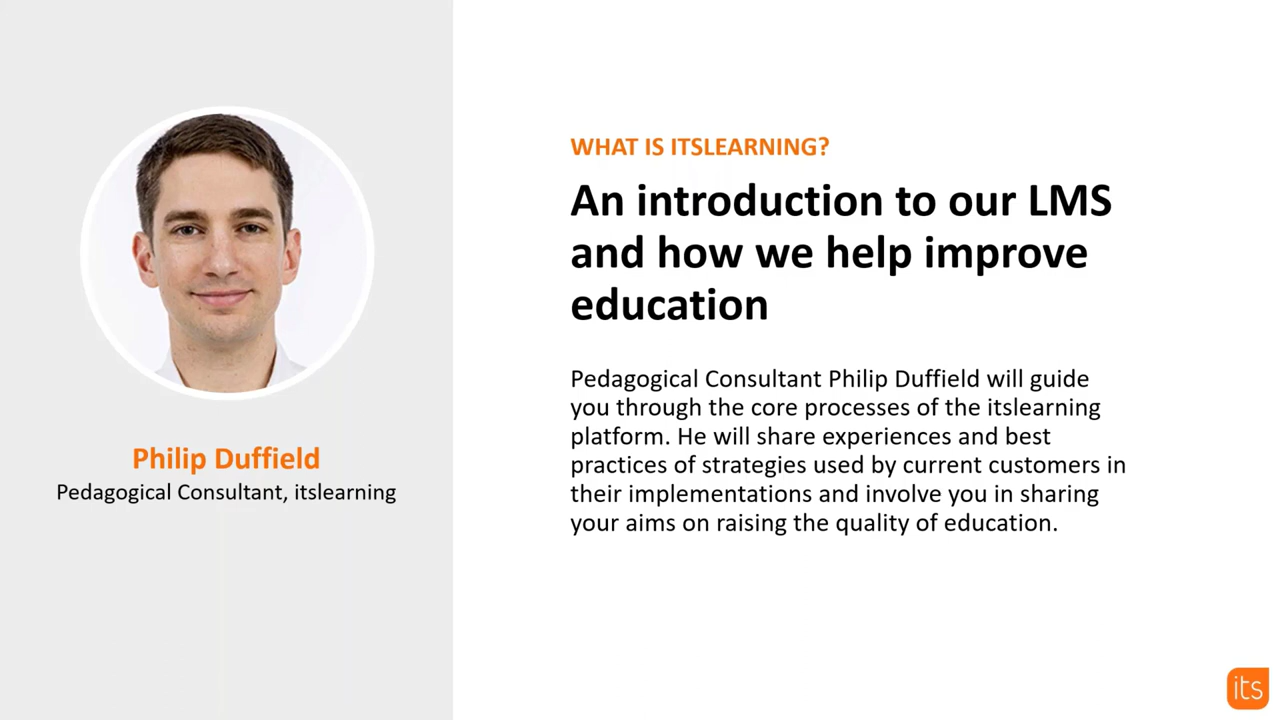 Philip Duffield
Pedagogical Consultant, itslearning
WHAT IS ITSLEARNING?
An introduction to our LMS
and how we help improve
education
Pedagogical Consultant Philip Duffield will guide
you through the core processes of the itslearning
platform. He will share experiences and best
practices of strategies used by current customers in
their implementations and involve you in sharing
your aims on raising the quality of education.
its